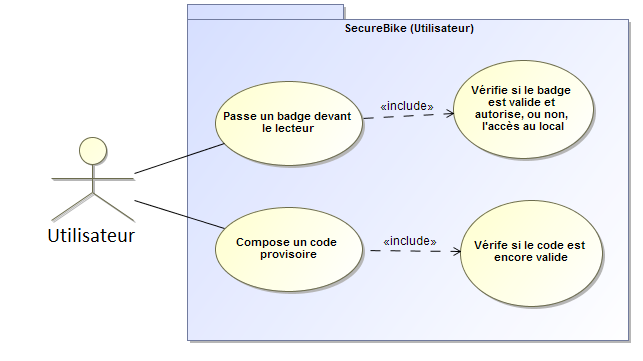 SecureBike (Utilisateur)
Passe un badge devant
le lecteur
«include»
Vérifie si le badge
est valide et
autorise, ou non,
l'accès au local
Utilisateur
Compose un code
provisoire
«include»
Vérife si le code est
encore valide